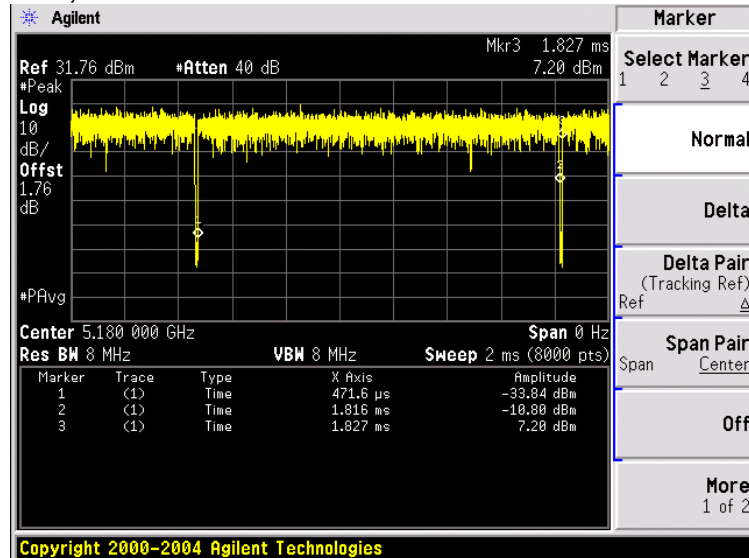 Agilent
Marker
Mkr3 1.827 ms
Ref 31.76 dBm #Atten 40 dB 7.20 dBm
#Peak
Log
10
dB/
Offst
1.76
dB
#PAvg
1
2
3
Center 5.180 000 GHz Span 0 Hz
Res BW 8 MHz VBW 8 MHz Sweep 2 ms (8000 pts)
Marker Trace Type X Axis Amplitude
1 (1) Time 471.6 µs -33.84 dBm
2 (1) Time 1.816 ms -10.80 dBm
3 (1) Time 1.827 ms 7.20 dBm
Select Marker
1 2 3 4
Normal
Delta
Delta Pair
(Tracking Ref)
Ref Δ
Span Pair
Span Center
Off
More
1 of 2
Copyright 2000-2004 Agilent Technologies